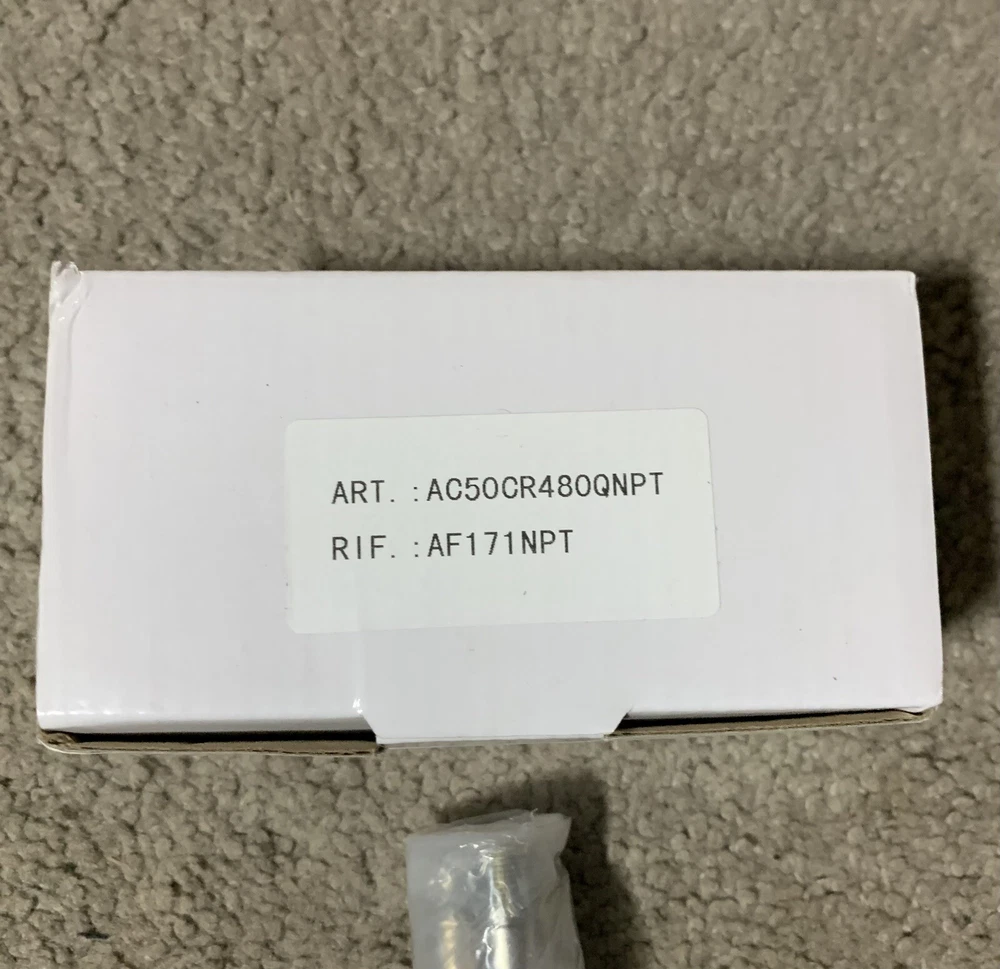 ART. :AC50CR480QNPT
RIF. :AF171NPT